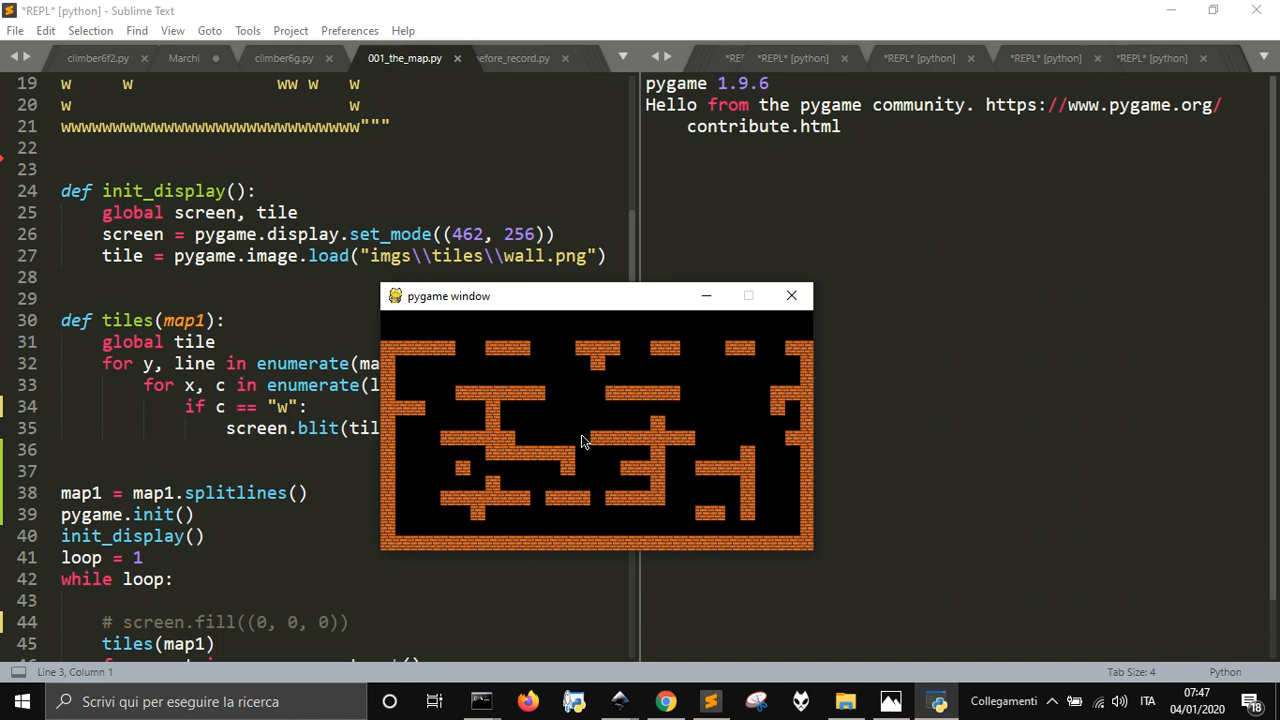 *REPL* [python] - Sublime Text
File Edit Selection Find View Goto Tools Project Preferences Help
climber6f2.py Marchi climber6g.py 001_the_map.py efore_record.py *RE *REPL* [python] *REPL* [python] *REPL* [python] *REPL* [python]
19 w w ww w w
20 w w
21 wwwwwwwwwwwwwwwwwwwwwwwwwwwww"""
22
23
24 def init_display():
25 global screen, tile
26 screen = pygame.display.set_mode((462, 256))
27 tile = pygame.image.load("imgs\\tiles\\wall.png")
28
29
30 def tiles(map1):
31 global tile
32 for y, line in enumerate(ma
33 for x, c in enumerate(l
34 if c == "w":
35 screen.blit(til
36
37
38 map1 = map1.splitlines()
39 pygame.init()
40 init_display()
41 loop = 1
42 while loop:
43
44 # screen.fill((0, 0, 0))
45 tiles(map1)
pygame 1.9.6
Hello from the pygame community. https://www.pygame.org/
contribute.html
pygame window
Line 3, Column 1 Tab Size: 4 Python
Scrivi qui per eseguire la ricerca Collegamenti ITA 07:47
04/01/2020 18